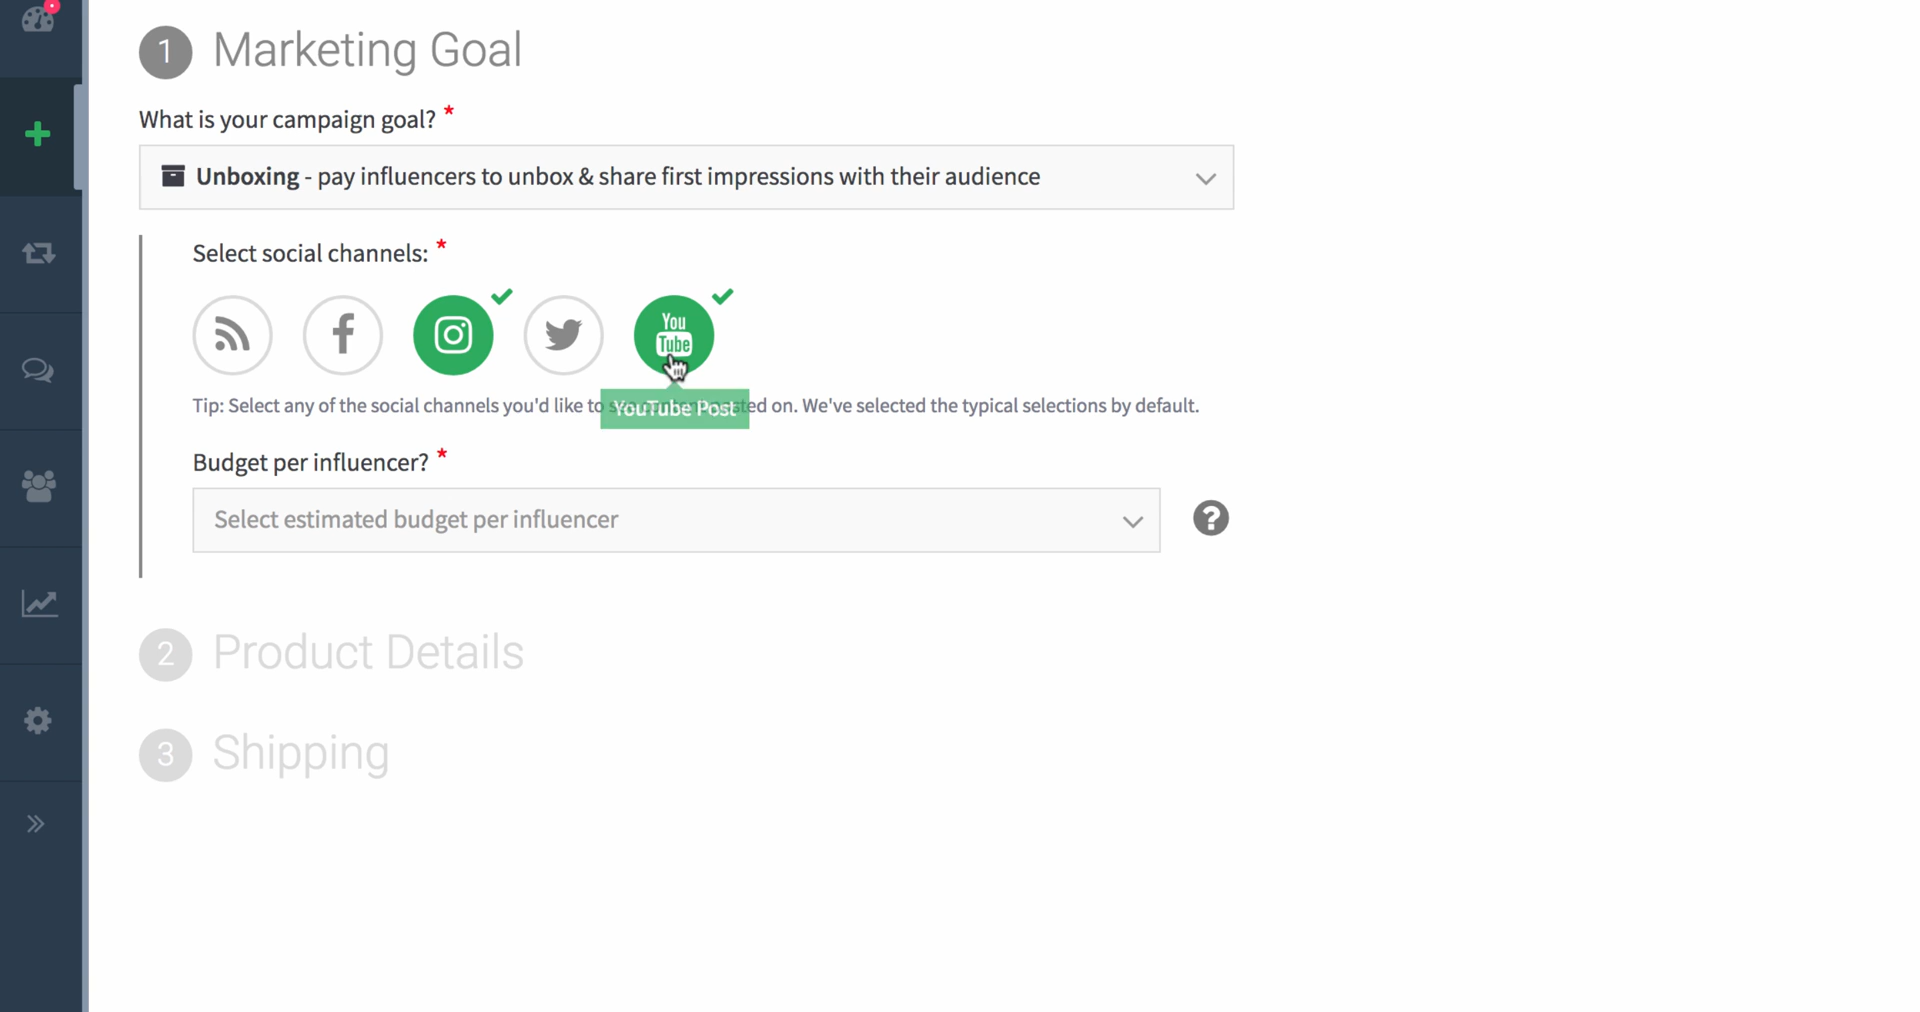 1 Marketing Goal
What is your campaign goal? *
Unboxing - pay influencers to unbox & share first impressions with their audience
Select social channels: *
You
Tube
Tip: Select any of the social channels you'd like to on. We've selected the typical selections by default.
YouTube Post
Budget per influencer? *
Select estimated budget per influencer
?
2 Product Details
3 Shipping